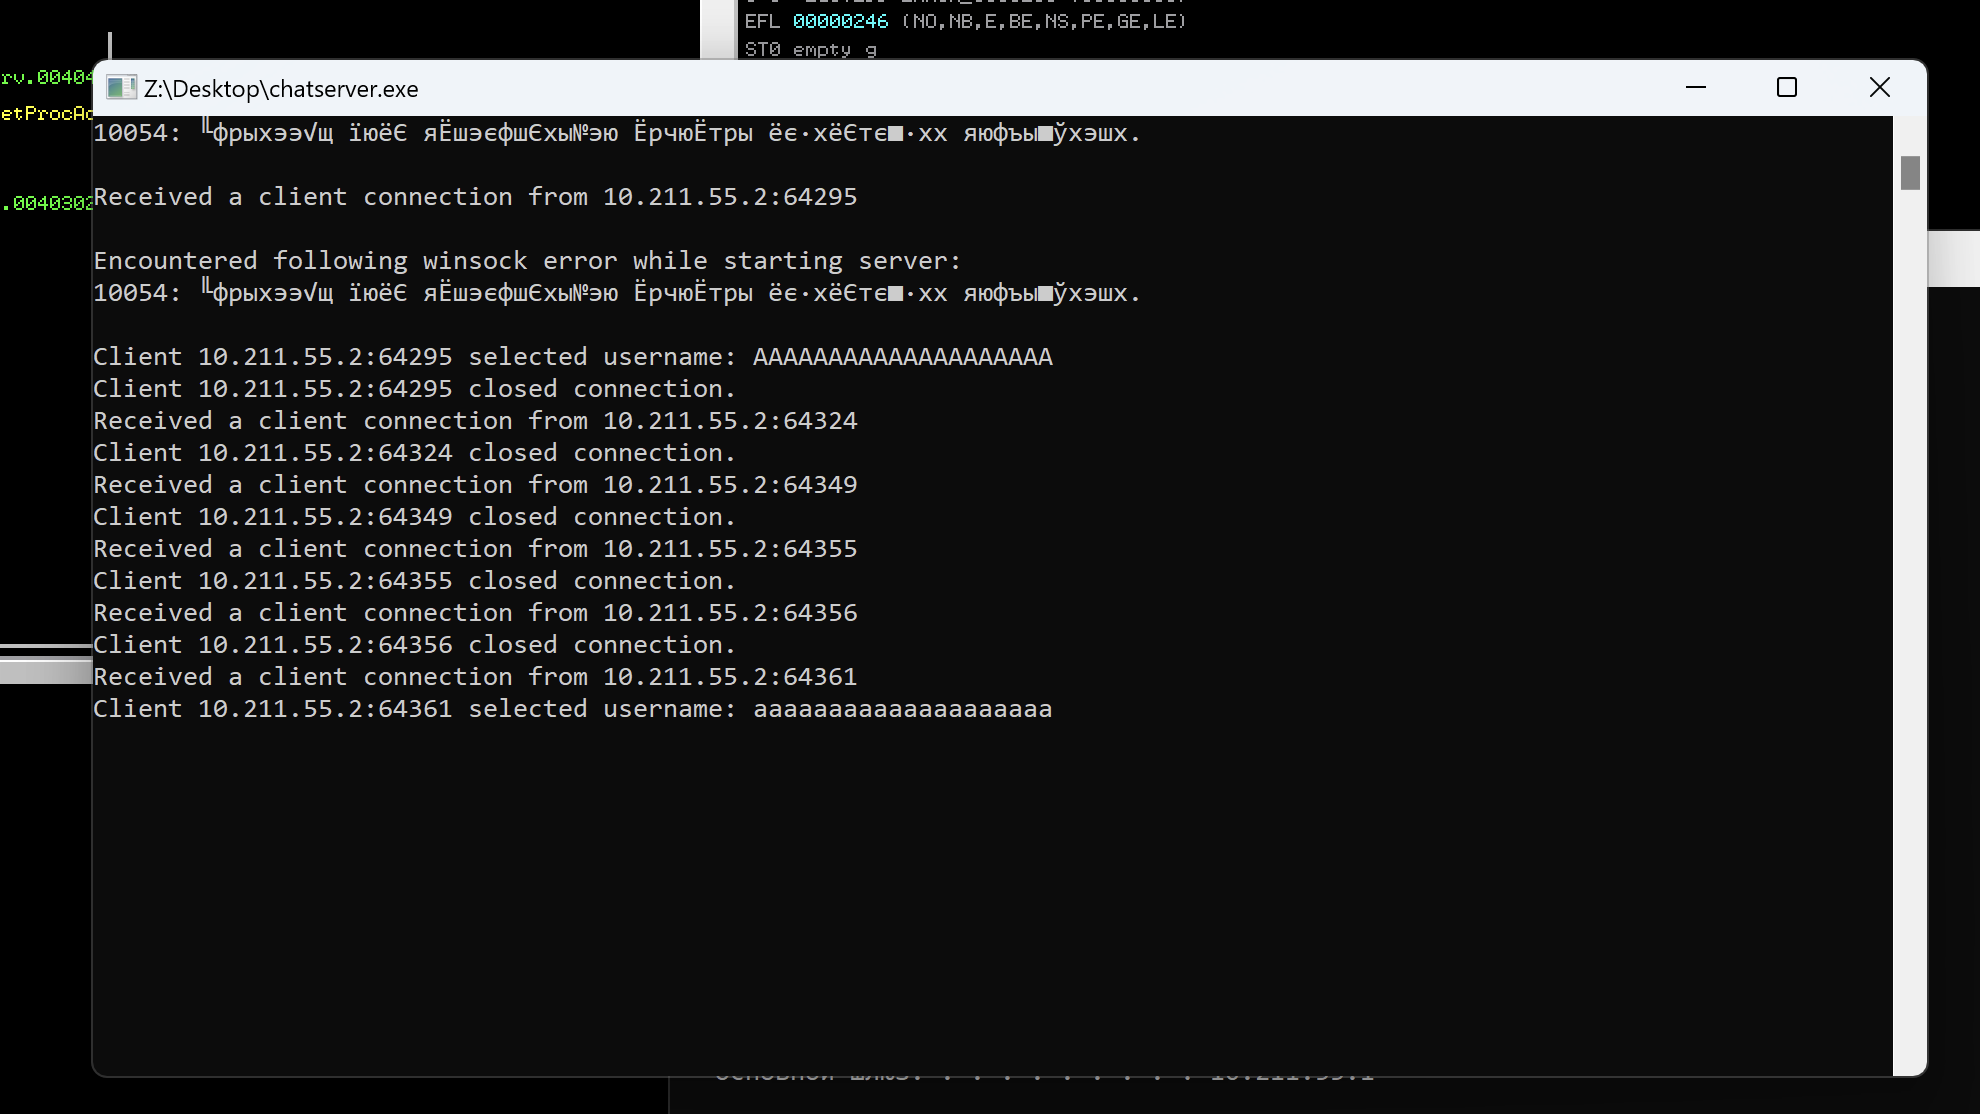 EFL 00000246 (NO,NB,E,BE,NS,PE,GE,LE)
ST0 empty g
rv.00404
etProcAd
.0040302
Z:\Desktop\chatserver.exe
10054: ╚фрыхээ√щ їюёЄ яЁшэєфшЄхы№эю ЁрчюЁтры ёє·хёЄтє■·хх яюфъы■ўхэшх.
Received a client connection from 10.211.55.2:64295
Encountered following winsock error while starting server:
10054: ╚фрыхээ√щ їюёЄ яЁшэєфшЄхы№эю ЁрчюЁтры ёє·хёЄтє■·хх яюфъы■ўхэшх.
Client 10.211.55.2:64295 selected username: AAAAAAAAAAAAAAAAAAAA
Client 10.211.55.2:64295 closed connection.
Received a client connection from 10.211.55.2:64324
Client 10.211.55.2:64324 closed connection.
Received a client connection from 10.211.55.2:64349
Client 10.211.55.2:64349 closed connection.
Received a client connection from 10.211.55.2:64355
Client 10.211.55.2:64355 closed connection.
Received a client connection from 10.211.55.2:64356
Client 10.211.55.2:64356 closed connection.
Received a client connection from 10.211.55.2:64361
Client 10.211.55.2:64361 selected username: aaaaaaaaaaaaaaaaaaaa